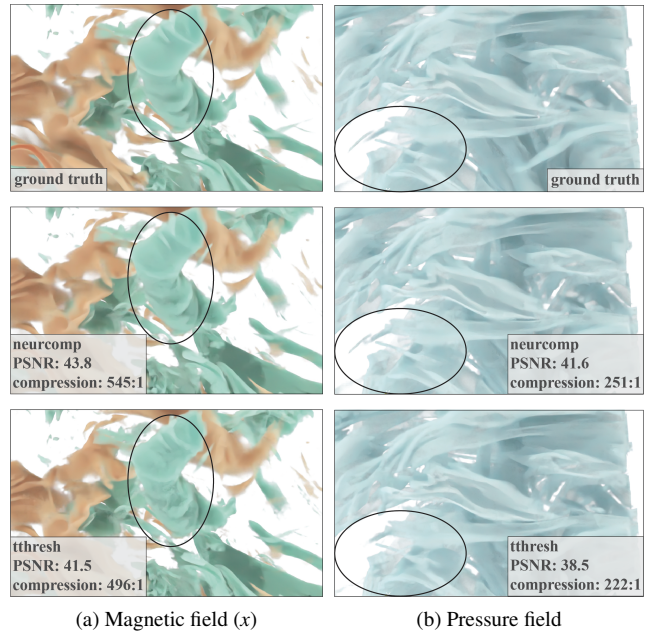 ground truth
ground truth
neurcomp
PSNR: 43.8
compression: 545:1
neurcomp
PSNR: 41.6
compression: 251:1
tthresh
PSNR: 41.5
compression: 496:1
tthresh
PSNR: 38.5
compression: 222:1
(a) Magnetic field (x)
(b) Pressure field